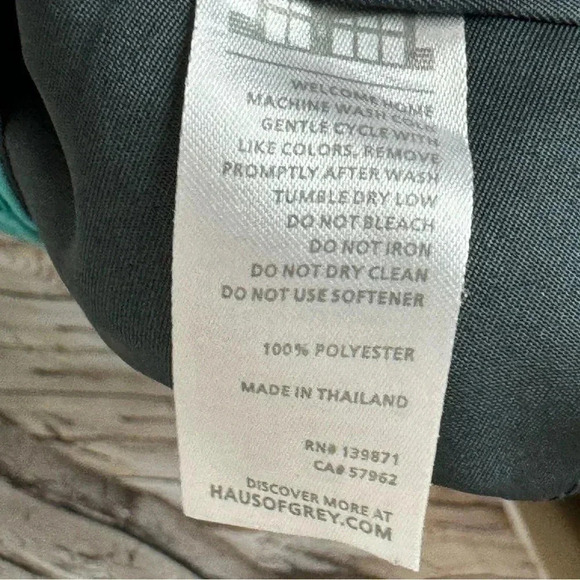 WELCOME HOME
MACHINE WASH COLD
GENTLE CYCLE WITH
LIKE COLORS, REMOVE
PROMPTLY AFTER WASH
TUMBLE DRY LOW
DO NOT BLEACH
DO NOT IRON
DO NOT DRY CLEAN
DO NOT USE SOFTENER
100% POLYESTER
MADE IN THAILAND
RN# 139871
CA# 57962
DISCOVER MORE AT
HAUSOFGREY.COM